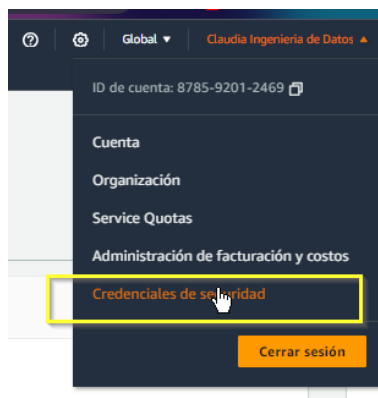 Global ▼ Claudia Ingenieria de Datos ▲
ID de cuenta: 8785-9201-2469
Cuenta
Organización
Service Quotas
Administración de facturación y costos
Credenciales de seguridad
Cerrar sesión